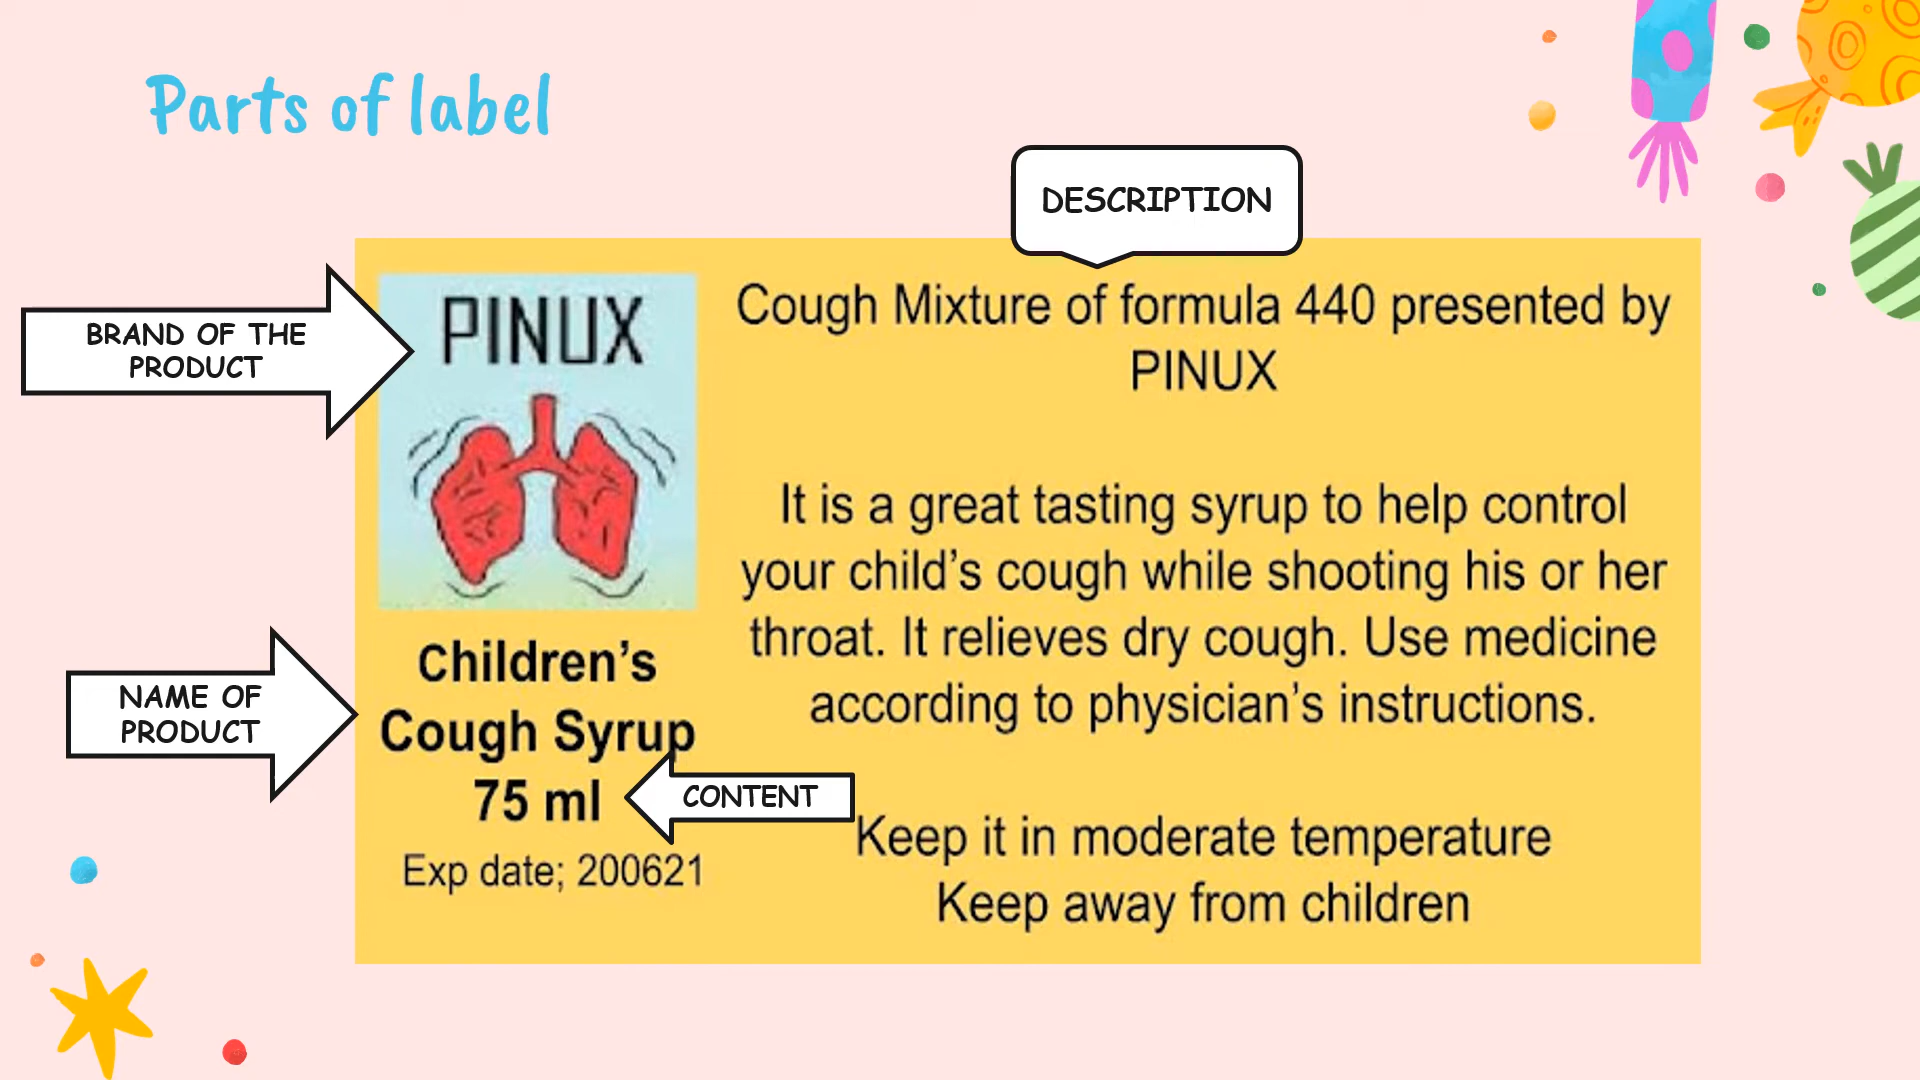 Parts of label
DESCRIPTION
BRAND OF THE
PRODUCT
PINUX
Cough Mixture of formula 440 presented by
PINUX
It is a great tasting syrup to help control
your child’s cough while shooting his or her
throat. It relieves dry cough. Use medicine
according to physician’s instructions.
NAME OF
PRODUCT
Children’s
Cough Syrup
75 ml
CONTENT
Exp date; 200621
Keep it in moderate temperature
Keep away from children